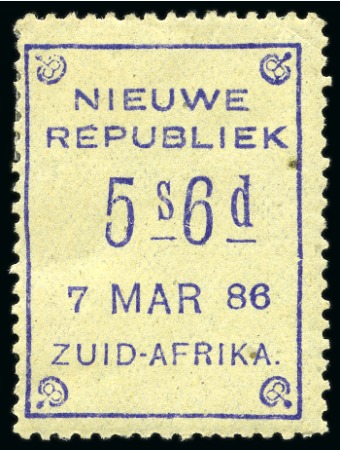 NIEUWE
REPUBLIEK
5s6d
7 MAR 86
ZUID-AFRIKA.